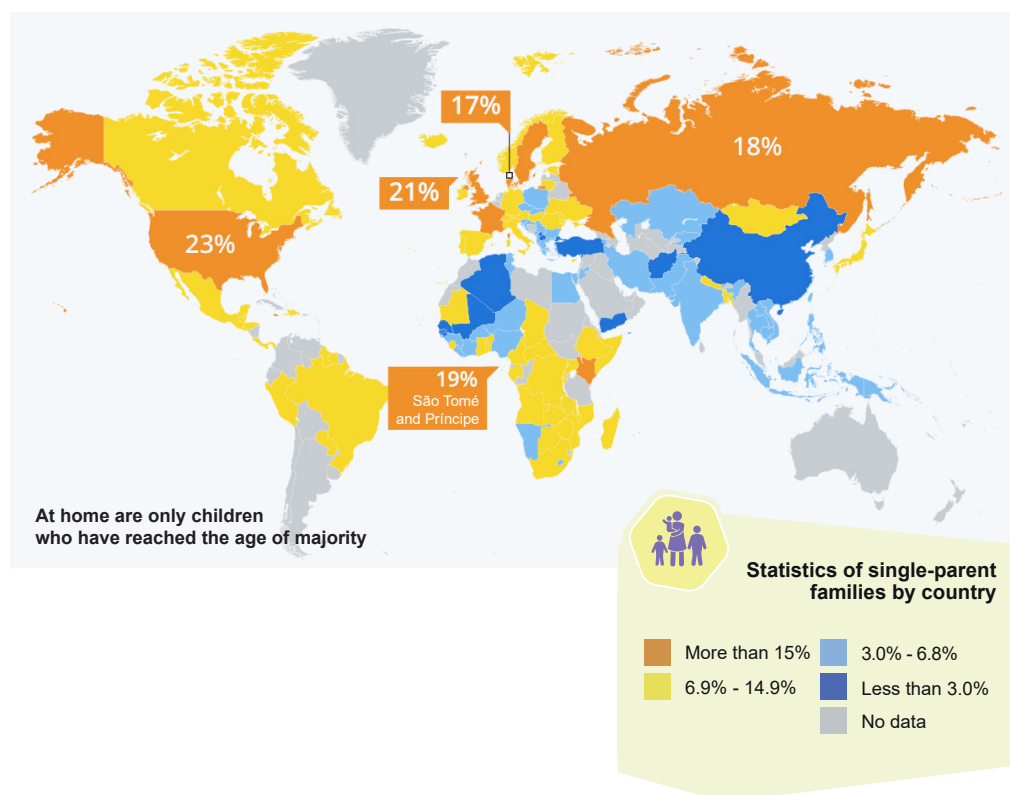 17%
18%
21%
23%
19%
São Tomé
and Príncipe
At home are only children
who have reached the age of majority
Statistics of single-parent
families by country
More than 15%
6.9% - 14.9%
3.0% - 6.8%
Less than 3.0%
No data